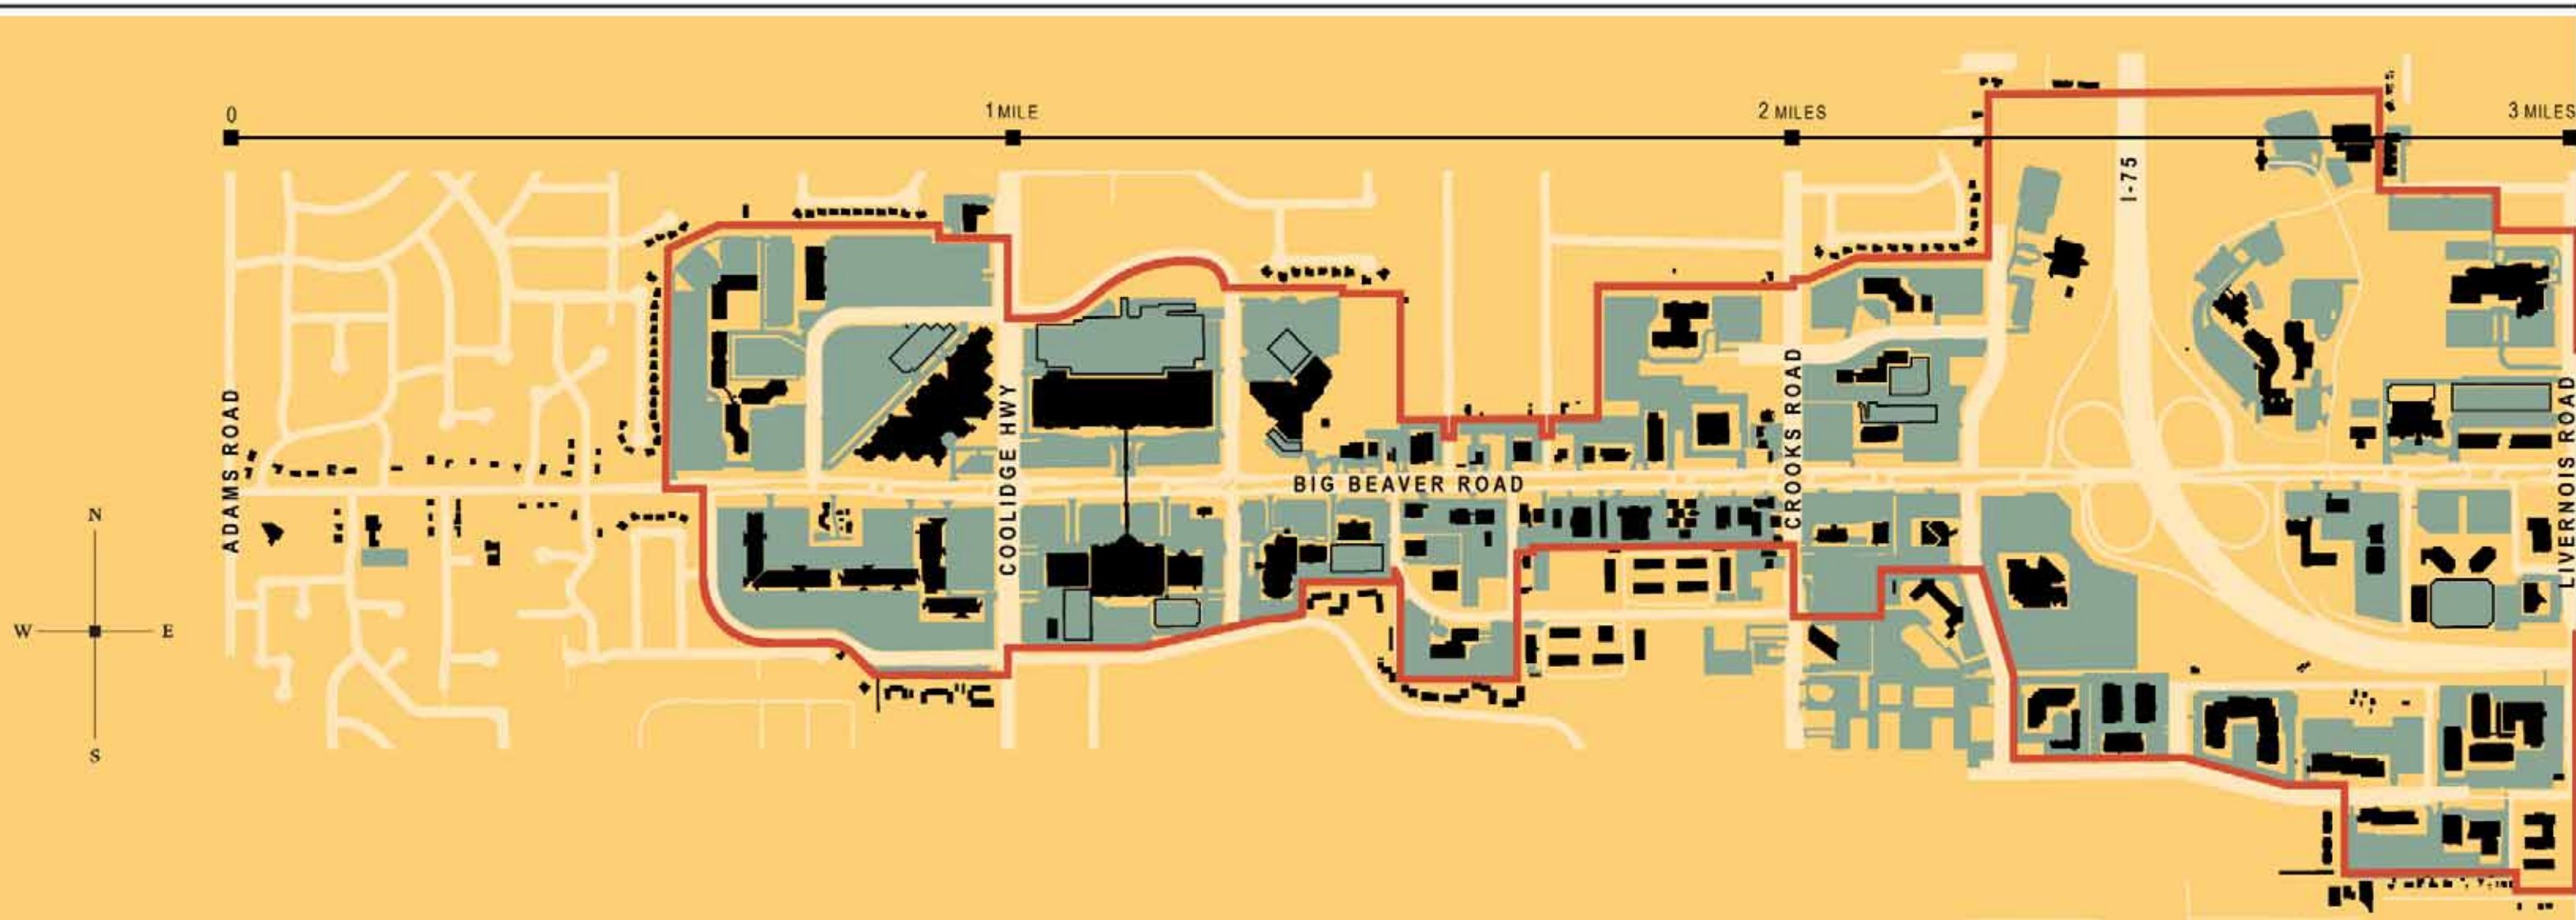 0
1 MILE
2 MILES
3 MILES
I-75
ADAMS ROAD
COOLIDGE HWY
BIG BEAVER ROAD
CROOKS ROAD
LIVERNOIS ROAD
N
W
E
S